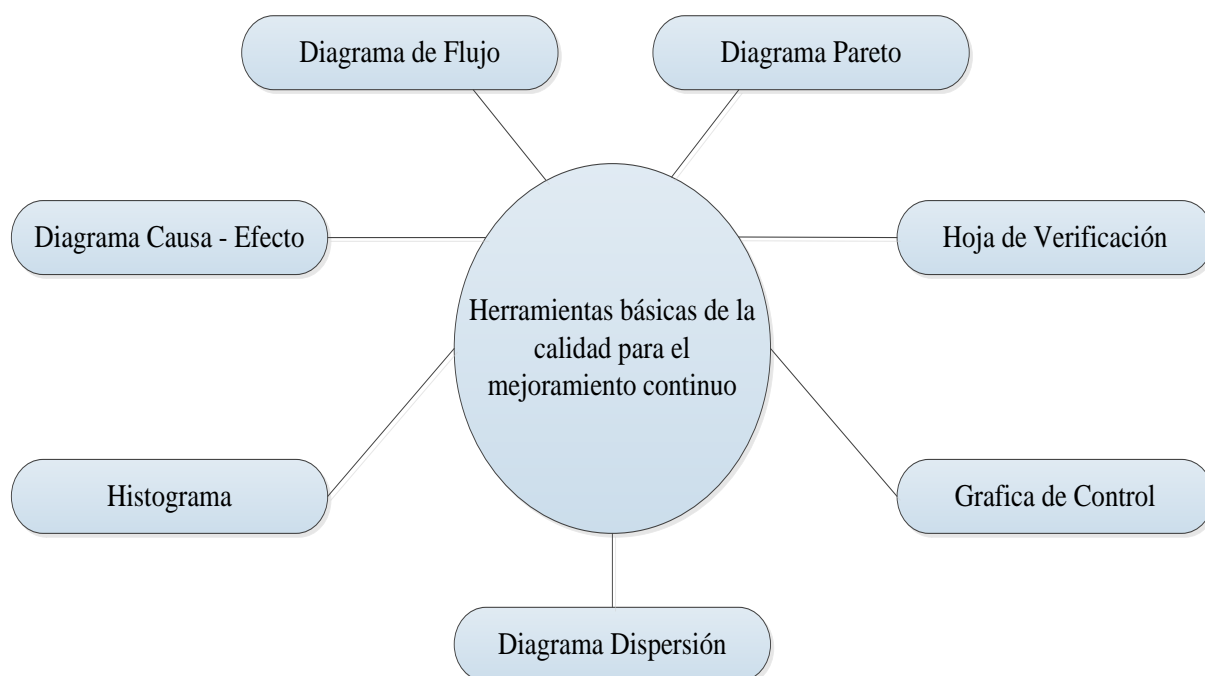 Diagrama de Flujo
Diagrama Pareto
Diagrama Causa - Efecto
Hoja de Verificación
Herramientas básicas de la
calidad para el
mejoramiento continuo
Histograma
Grafica de Control
Diagrama Dispersión